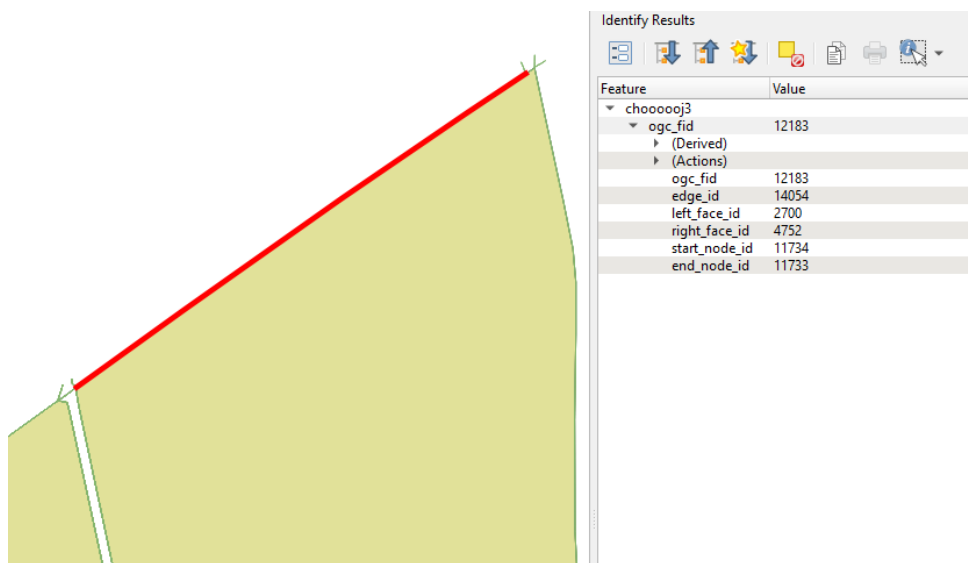 Identify Results
Feature Value
choooooj3
ogc_fid 12183
(Derived)
(Actions)
ogc_fid 12183
edge_id 14054
left_face_id 2700
right_face_id 4752
start_node_id 11734
end_node_id 11733